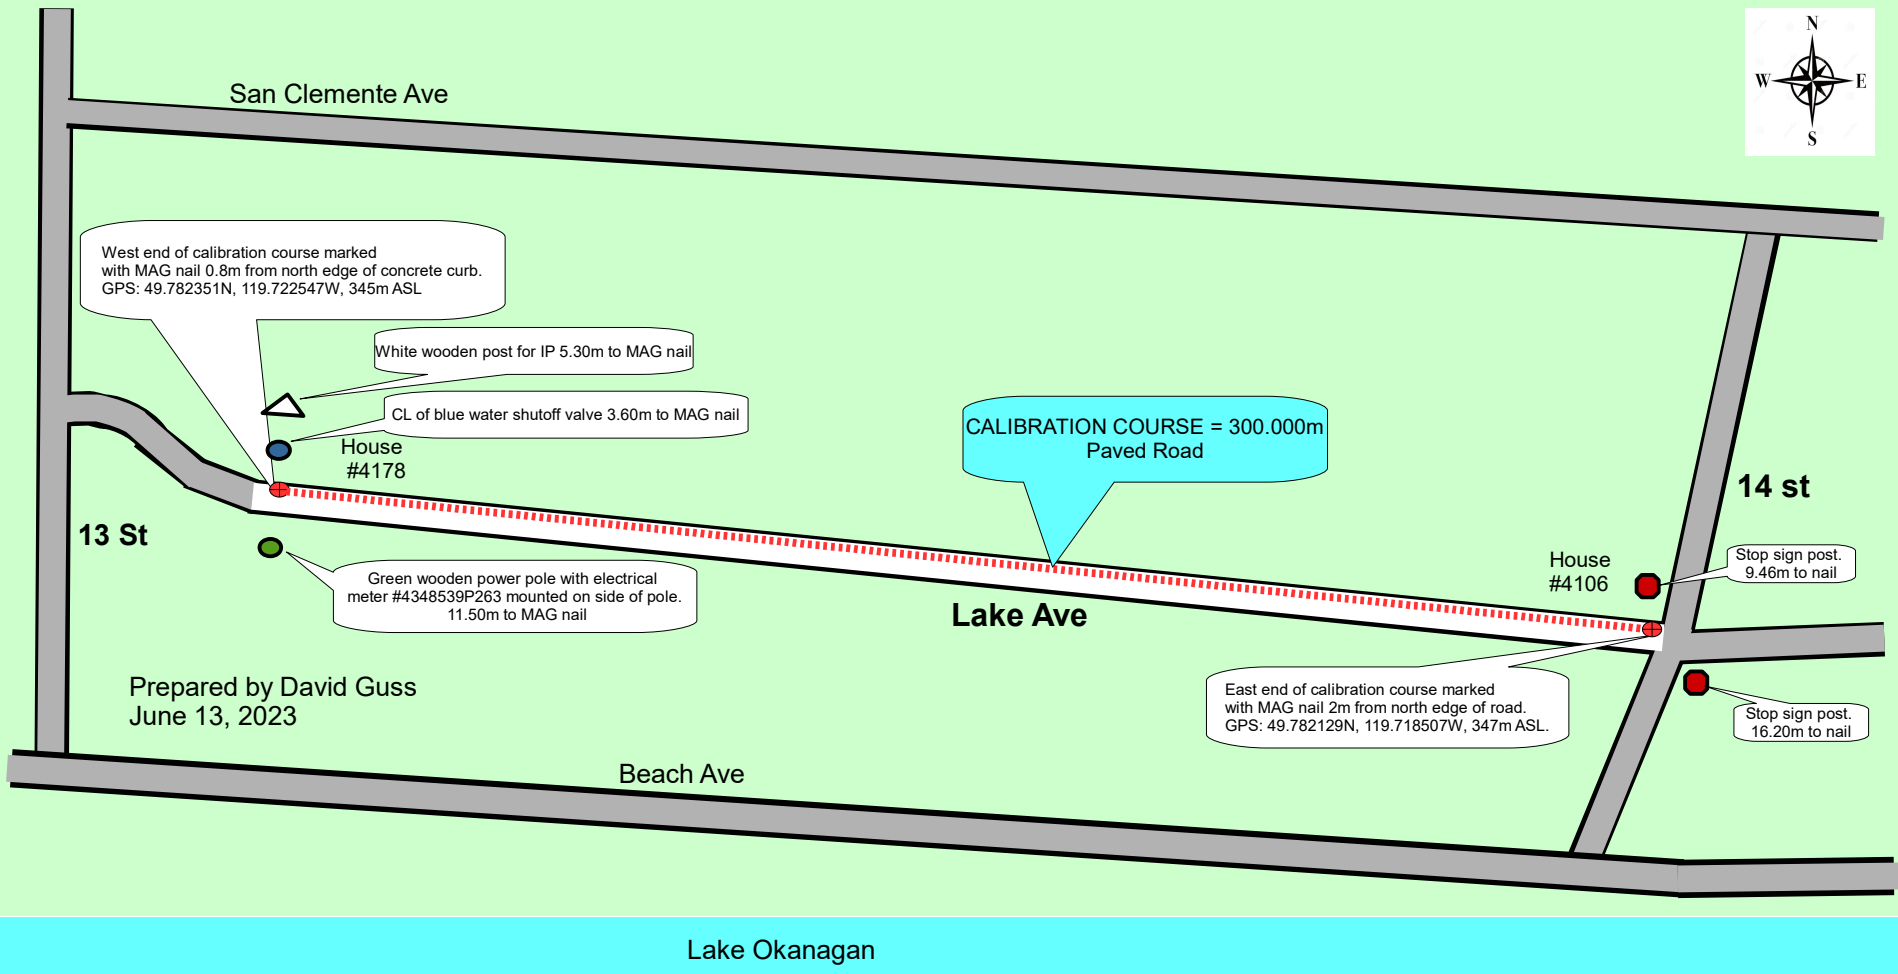 N
W E
S
San Clemente Ave
West end of calibration course marked
with MAG nail 0.8m from north edge of concrete curb.
GPS: 49.782351N, 119.722547W, 345m ASL
White wooden post for IP 5.30m to MAG nail
CL of blue water shutoff valve 3.60m to MAG nail
House
#4178
CALIBRATION COURSE = 300.000m
Paved Road
14 st
13 St
Stop sign post.
9.46m to nail
House
#4106
Green wooden power pole with electrical
meter #4348539P263 mounted on side of pole.
11.50m to MAG nail
Lake Ave
Prepared by David Guss
June 13, 2023
East end of calibration course marked
with MAG nail 2m from north edge of road.
GPS: 49.782129N, 119.718507W, 347m ASL.
Stop sign post.
16.20m to nail
Beach Ave
Lake Okanagan